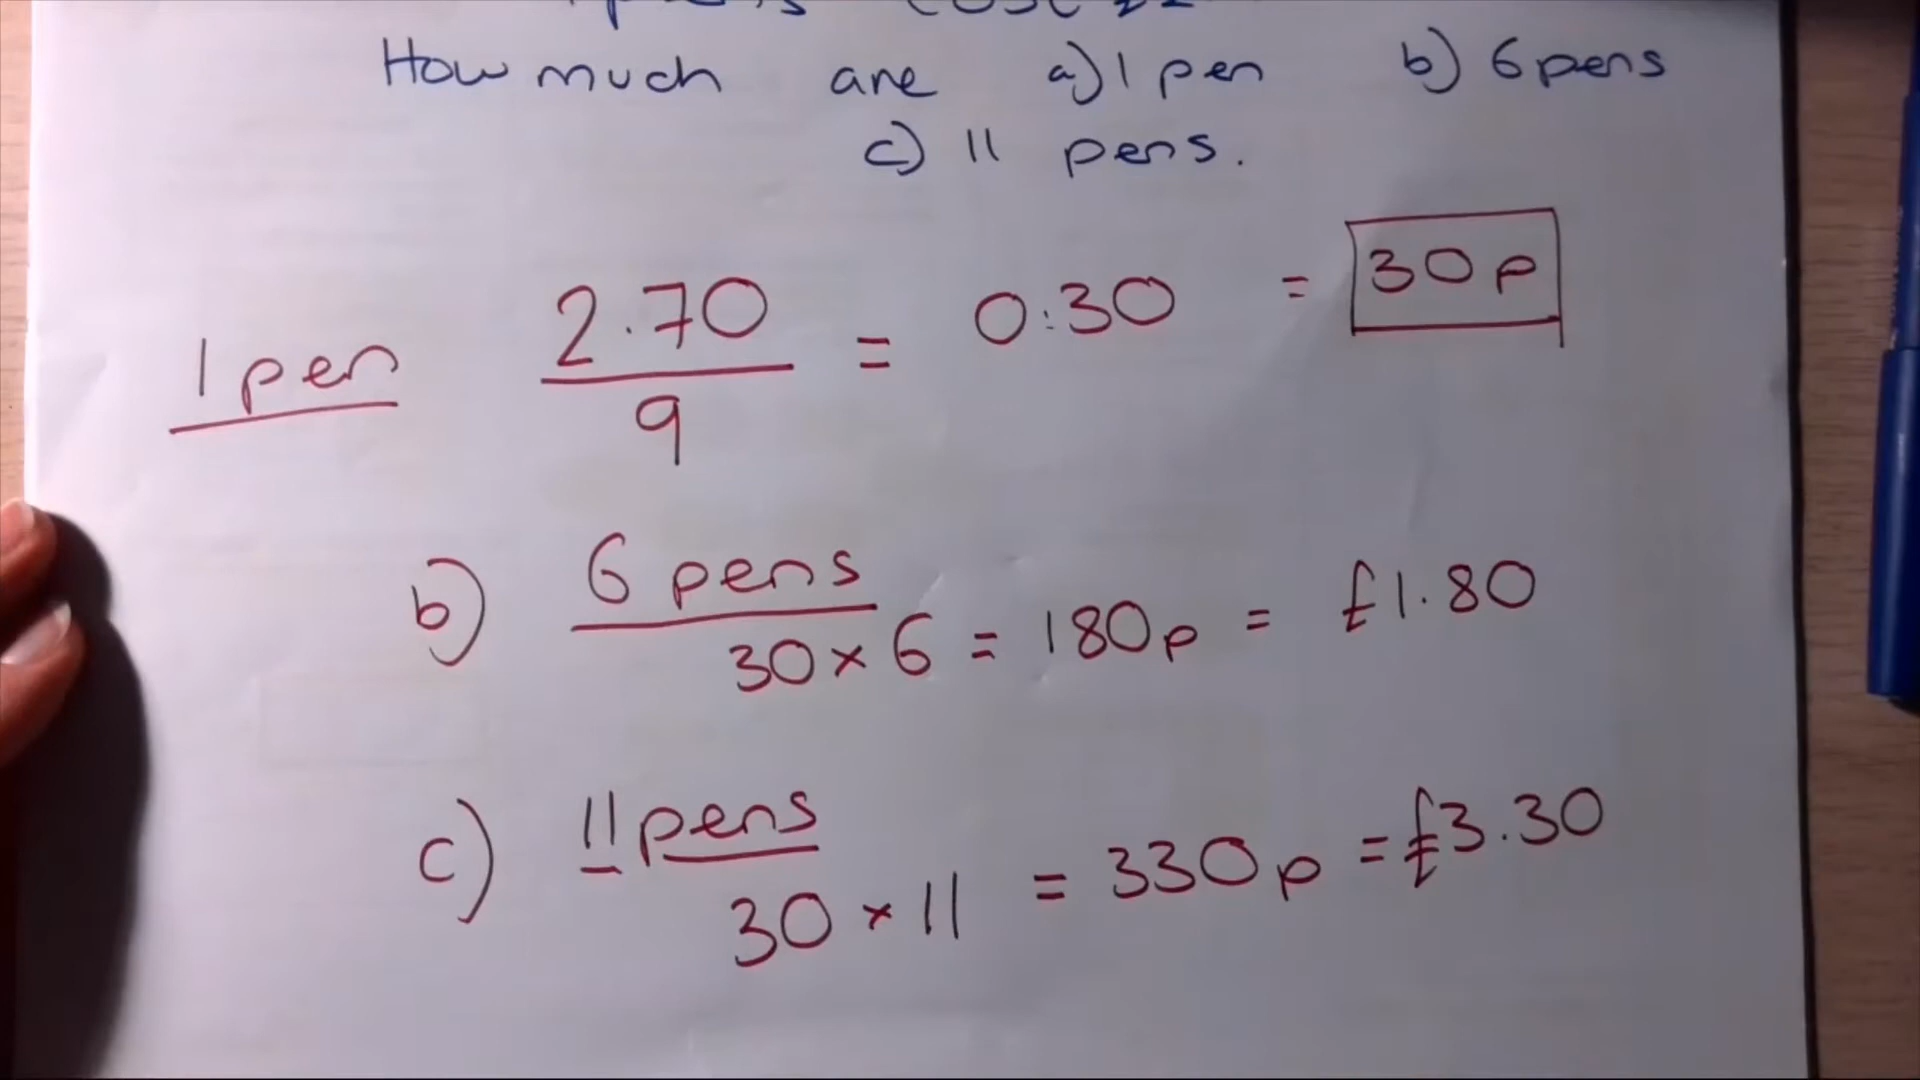 How much are a) 1 pen b) 6 pens
c) 11 pens.
1 pen 2.70 / 9 = 0.30 = 30p
b) 6 pens
30 × 6 = 180p = £1.80
c) 11 pens
30 × 11 = 330p = £3.30